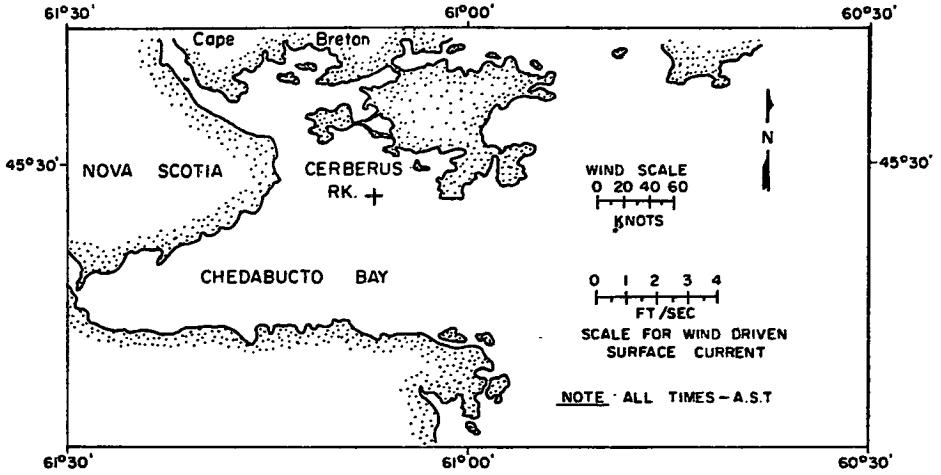 61°30'
61°00'
60°30'
Cape Breton
N
45°30'
45°30'
NOVA SCOTIA
CERBERUS
RK.
WIND SCALE
0 20 40 60
KNOTS
CHEDABUCTO BAY
0 1 2 3 4
FT/SEC
SCALE FOR WIND DRIVEN
SURFACE CURRENT
NOTE ALL TIMES - A.S.T
61°30'
61°00'
60°30'